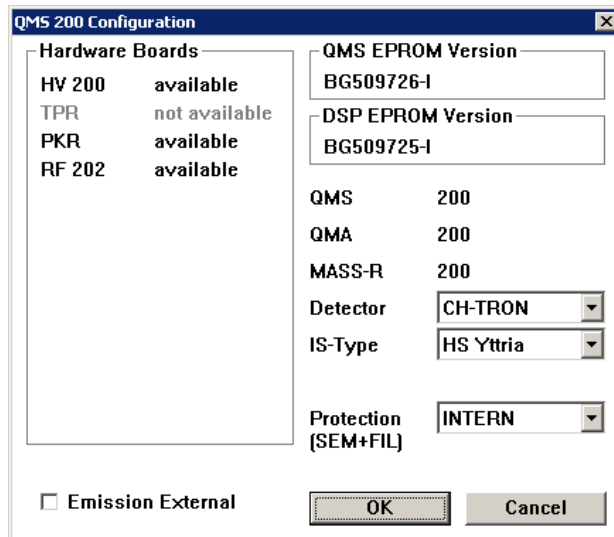 QMS 200 Configuration
Hardware Boards
HV 200 available
TPR not available
PKR available
RF 202 available
QMS EPROM Version
BG509726-I
DSP EPROM Version
BG509725-I
QMS 200
QMA 200
MASS-R 200
Detector CH-TRON
IS-Type HS Yttria
Protection INTERN
(SEM+FIL)
Emission External
OK Cancel